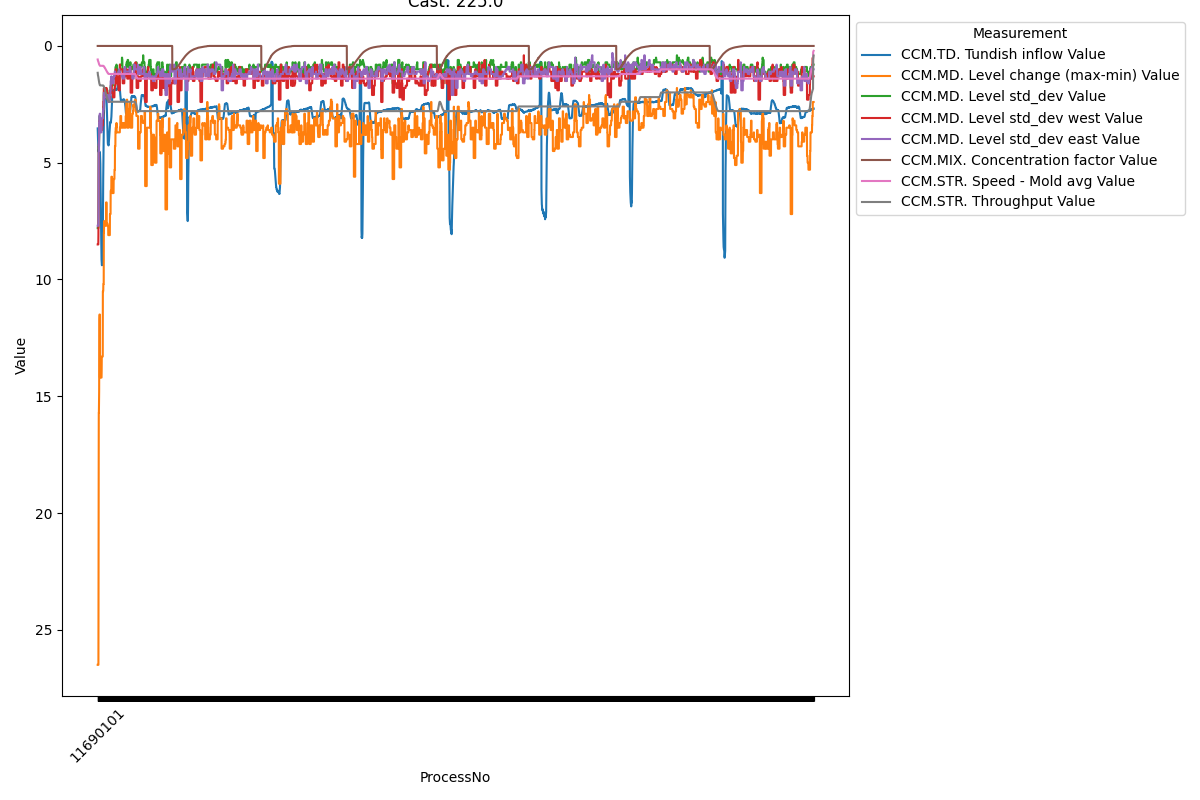 Cast: 225.0
Measurement
CCM.TD. Tundish inflow Value
CCM.MD. Level change (max-min) Value
CCM.MD. Level std_dev Value
CCM.MD. Level std_dev west Value
CCM.MD. Level std_dev east Value
CCM.MIX. Concentration factor Value
CCM.STR. Speed - Mold avg Value
CCM.STR. Throughput Value
0
5
10
15
20
25
Value
11690101
ProcessNo